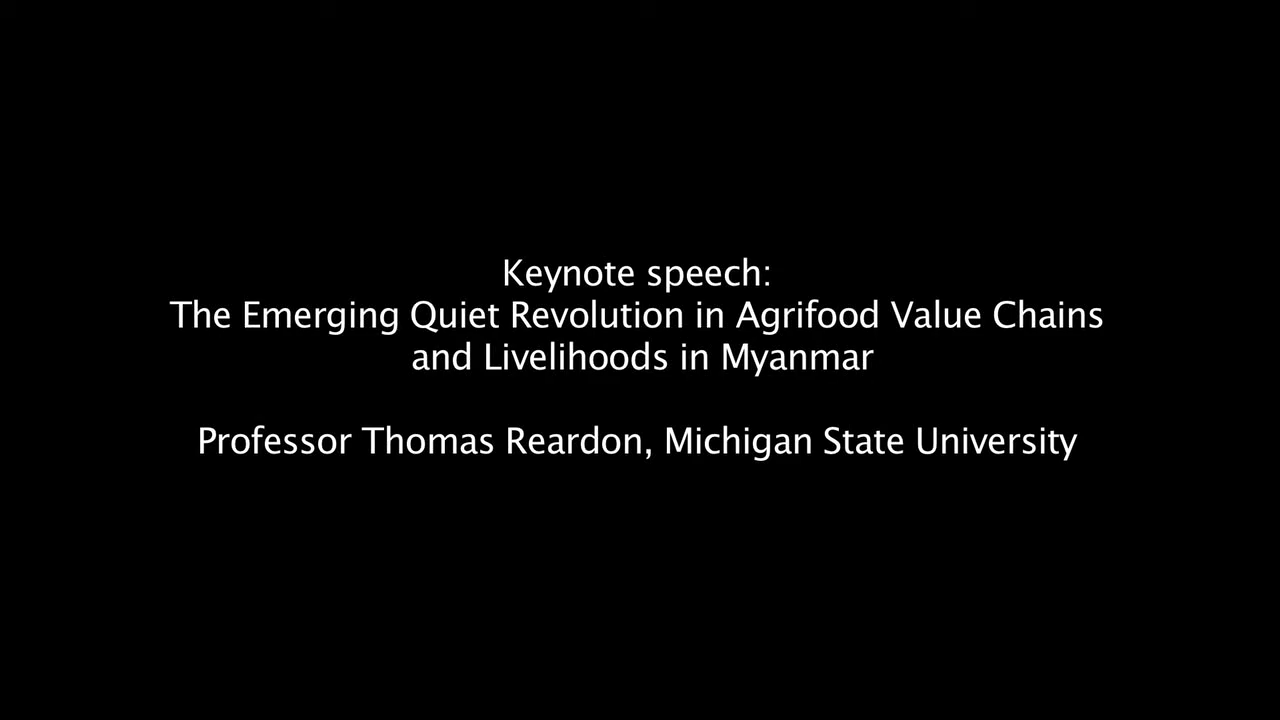 Keynote speech:
The Emerging Quiet Revolution in Agrifood Value Chains
and Livelihoods in Myanmar
Professor Thomas Reardon, Michigan State University